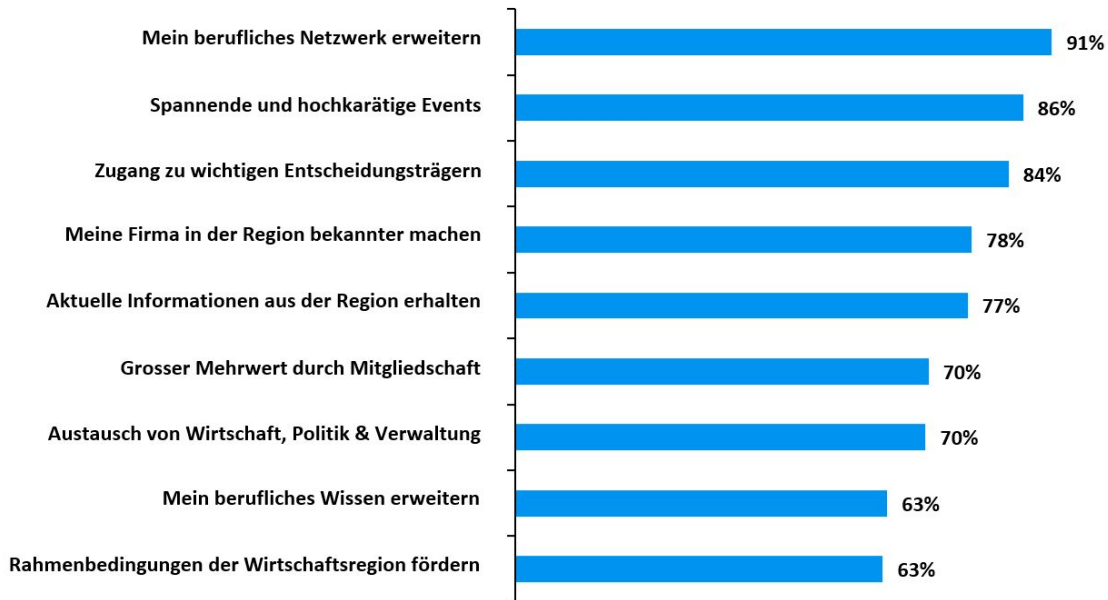 Mein berufliches Netzwerk erweitern 91%
Spannende und hochkarätige Events 86%
Zugang zu wichtigen Entscheidungsträgern 84%
Meine Firma in der Region bekannter machen 78%
Aktuelle Informationen aus der Region erhalten 77%
Grosser Mehrwert durch Mitgliedschaft 70%
Austausch von Wirtschaft, Politik & Verwaltung 70%
Mein berufliches Wissen erweitern 63%
Rahmenbedingungen der Wirtschaftsregion fördern 63%